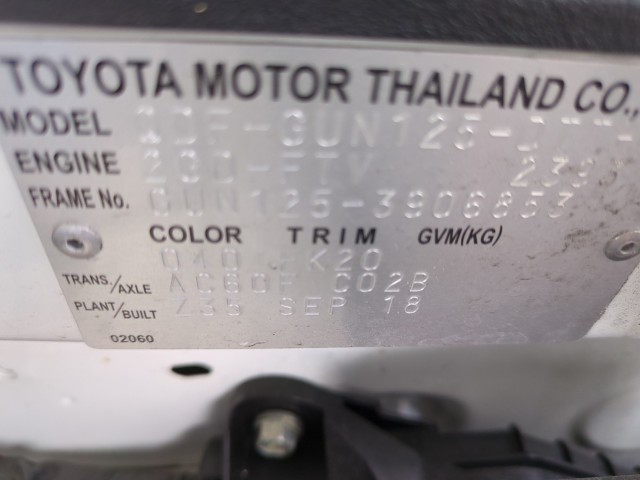 TOYOTA MOTOR THAILAND CO.,
MODEL
ENGINE 2GD-FTV
FRAME No. GUN125-3906853
COLOR TRIM GVM(KG)
040 K20
TRANS./AXLE AC60F C02B
PLANT/BUILT SEP 18
02060